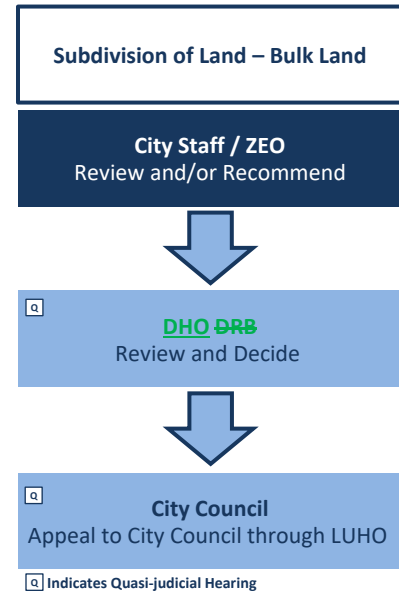 Subdivision of Land – Bulk Land
City Staff / ZEO
Review and/or Recommend
Q
DHO DRB
Review and Decide
Q
City Council
Appeal to City Council through LUHO
Q Indicates Quasi-judicial Hearing